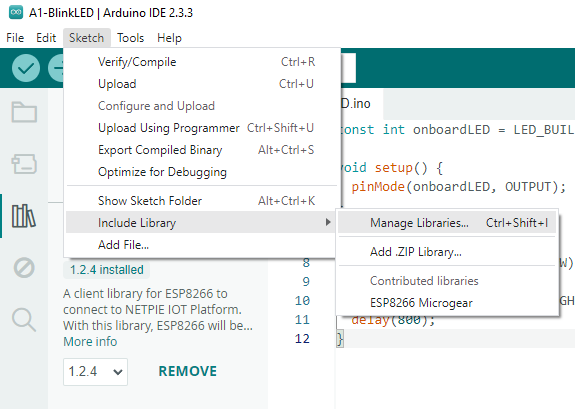 A1-BlinkLED | Arduino IDE 2.3.3
File Edit Sketch Tools Help
Verify/Compile Ctrl+R
Upload Ctrl+U
Configure and Upload
Upload Using Programmer Ctrl+Shift+U
Export Compiled Binary Alt+Ctrl+S
Optimize for Debugging
Show Sketch Folder Alt+Ctrl+K
Include Library
Add File...
Manage Libraries... Ctrl+Shift+I
Add .ZIP Library...
Contributed libraries
ESP8266 Microgear
D.ino
const int onboardLED = LED_BUIL
void setup() {
pinMode(onboardLED, OUTPUT);
8 W)
9
10 GH
11 delay(800);
12 }
1.2.4 installed
A client library for ESP8266 to
connect to NETPIE IOT Platform.
With this library, ESP8266 will be...
More info
1.2.4 REMOVE